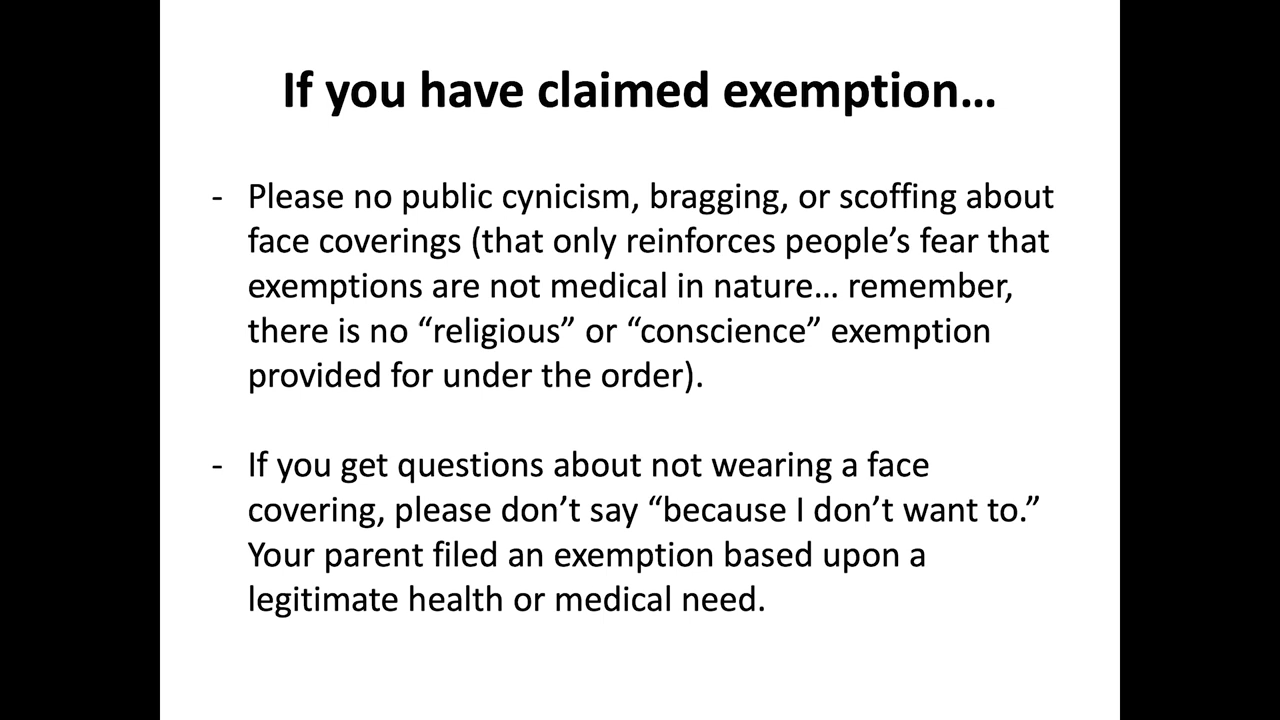 If you have claimed exemption…
- Please no public cynicism, bragging, or scoffing about
face coverings (that only reinforces people’s fear that
exemptions are not medical in nature… remember,
there is no “religious” or “conscience” exemption
provided for under the order).
- If you get questions about not wearing a face
covering, please don’t say “because I don’t want to.”
Your parent filed an exemption based upon a
legitimate health or medical need.